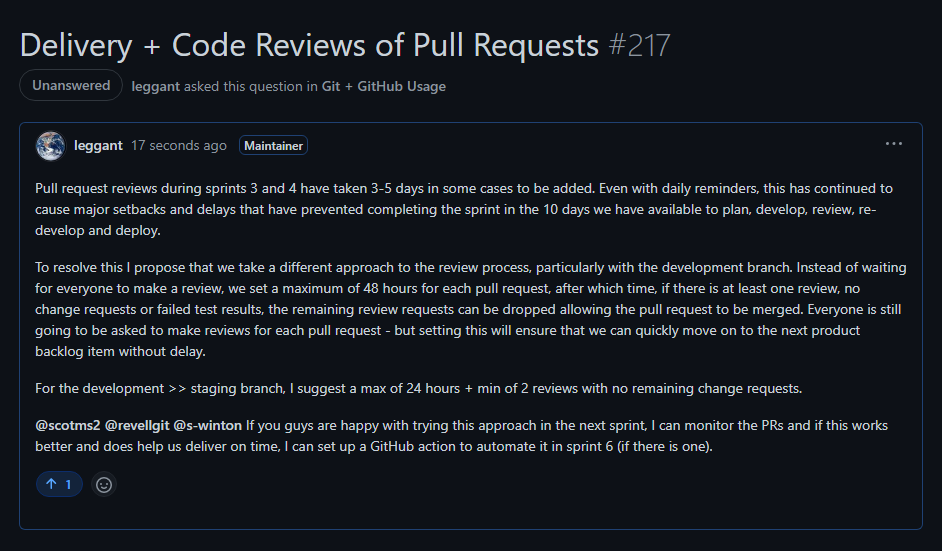 Delivery + Code Reviews of Pull Requests #217
Unanswered leggant asked this question in Git + GitHub Usage
leggant 17 seconds ago Maintainer
Pull request reviews during sprints 3 and 4 have taken 3-5 days in some cases to be added. Even with daily reminders, this has continued to
cause major setbacks and delays that have prevented completing the sprint in the 10 days we have available to plan, develop, review, re-
develop and deploy.
To resolve this I propose that we take a different approach to the review process, particularly with the development branch. Instead of waiting
for everyone to make a review, we set a maximum of 48 hours for each pull request, after which time, if there is at least one review, no
change requests or failed test results, the remaining review requests can be dropped allowing the pull request to be merged. Everyone is still
going to be asked to make reviews for each pull request - but setting this will ensure that we can quickly move on to the next product
backlog item without delay.
For the development >> staging branch, I suggest a max of 24 hours + min of 2 reviews with no remaining change requests.
@scotms2 @revellgit @s-winton If you guys are happy with trying this approach in the next sprint, I can monitor the PRs and if this works
better and does help us deliver on time, I can set up a GitHub action to automate it in sprint 6 (if there is one).
1